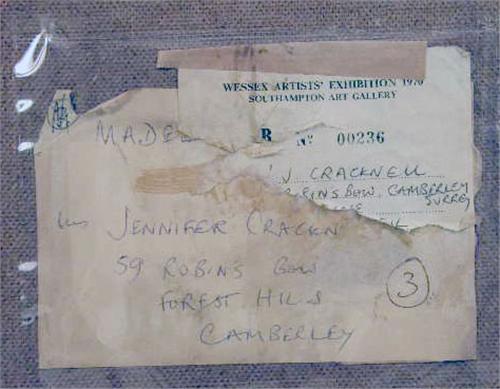 WESSEX ARTISTS' EXHIBITION 1970
SOUTHAMPTON ART GALLERY
R Nº 00236
J CRACKNELL
ROBINS BOW, CAMBERLEY
SURREY
MADE
JENNIFER CRACKN
59 ROBINS BOW
FOREST HILLS
CAMBERLEY
3